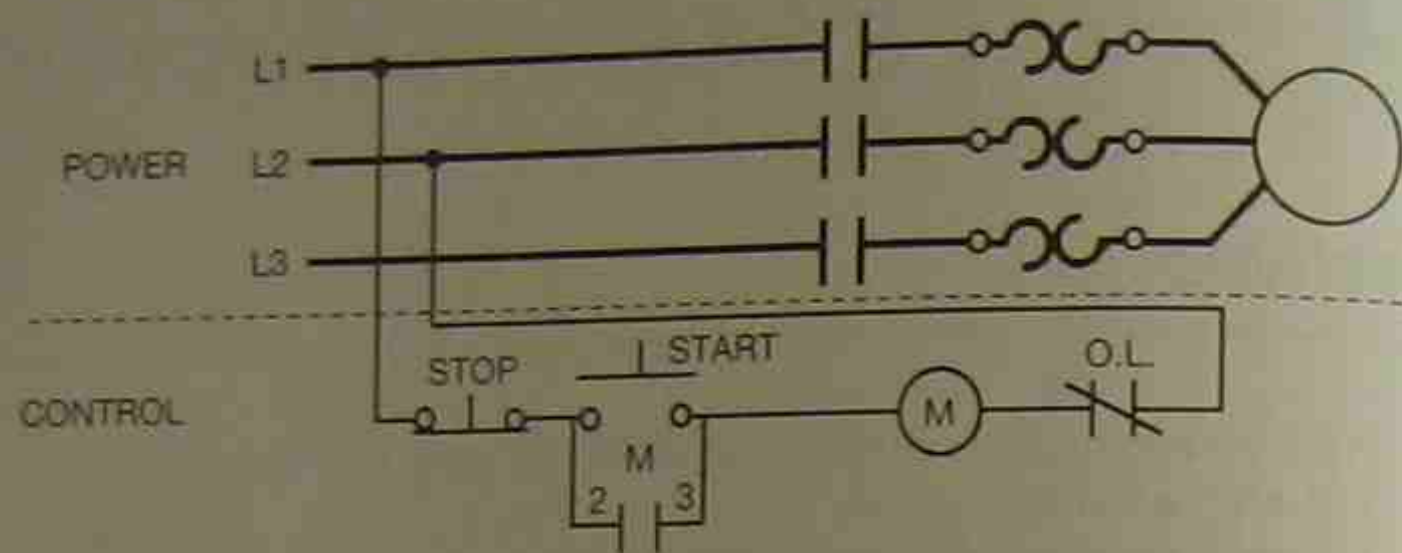 L1
POWER L2
L3
STOP START O.L.
CONTROL M
M
2 3